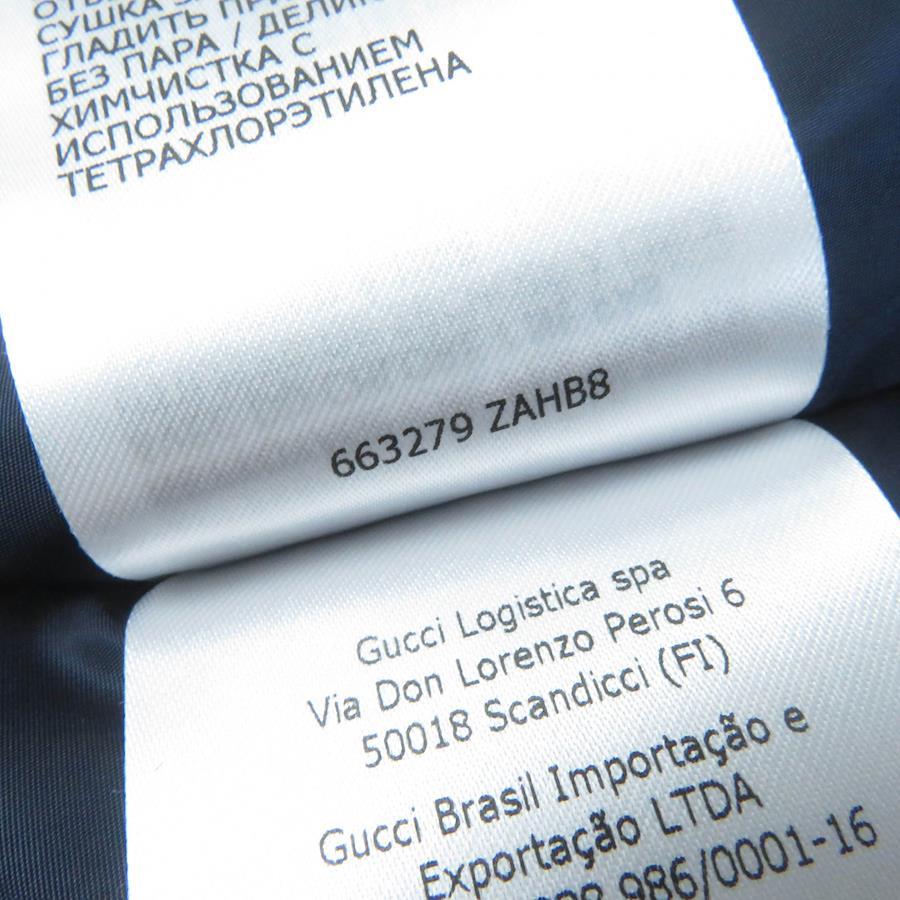 СУШКА
ГЛАДИТЬ
БЕЗ ПАРА /
ХИМЧИСТКА С
ИСПОЛЬЗОВАНИЕМ
ТЕТРАХЛОРЭТИЛЕНА
663279 ZAHB8
Gucci Logistica spa
Via Don Lorenzo Perosi 6
50018 Scandicci (FI)
Gucci Brasil Importação e
Exportação LTDA
986/0001-16